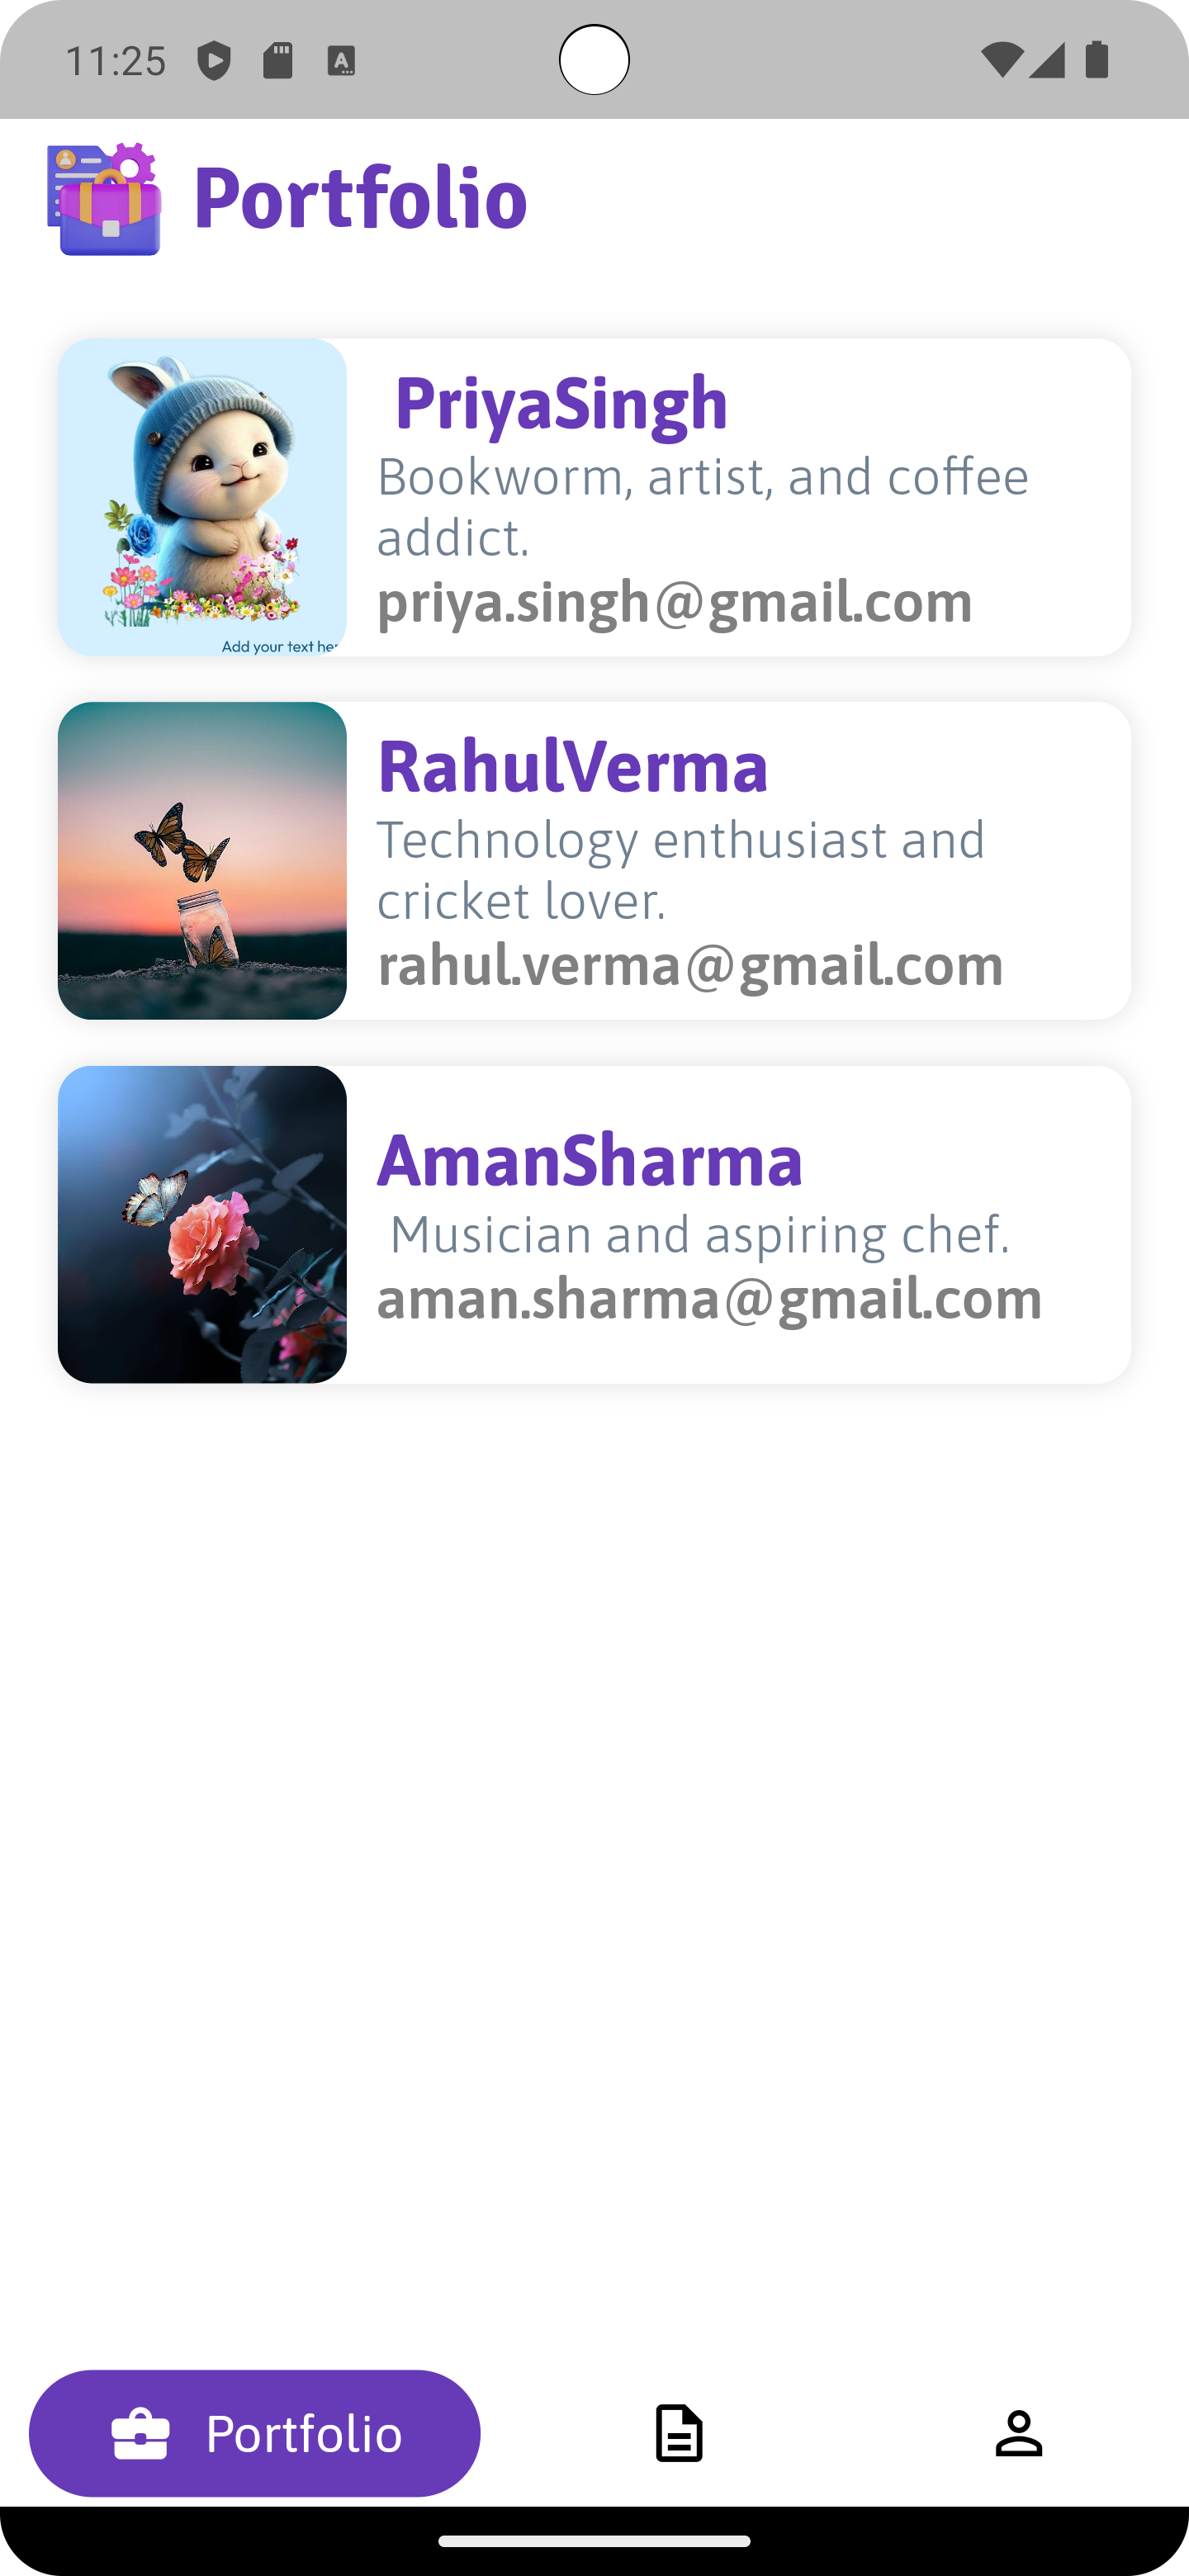 11:25
Portfolio
PriyaSingh
Bookworm, artist, and coffee
addict.
priya.singh@gmail.com
Add your text her
RahulVerma
Technology enthusiast and
cricket lover.
rahul.verma@gmail.com
AmanSharma
Musician and aspiring chef.
aman.sharma@gmail.com
Portfolio